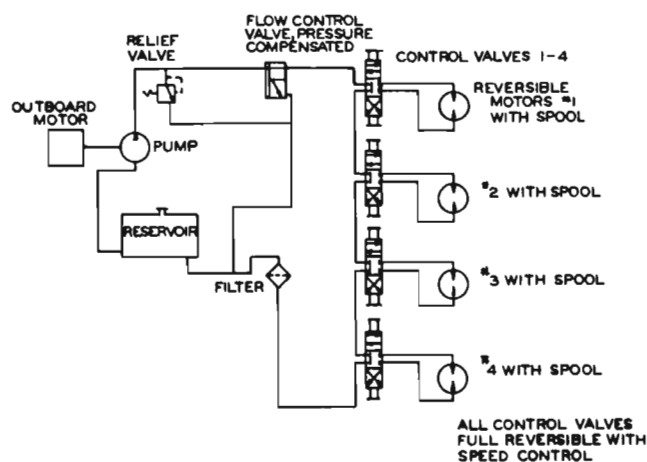 FLOW CONTROL
VALVE, PRESSURE
COMPENSATED
RELIEF
VALVE
CONTROL VALVES 1-4
OUTBOARD
MOTOR
PUMP
REVERSIBLE
MOTORS #1
WITH SPOOL
#2 WITH SPOOL
RESERVOIR
FILTER
#3 WITH SPOOL
#4 WITH SPOOL
ALL CONTROL VALVES
FULL REVERSIBLE WITH
SPEED CONTROL